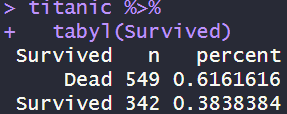 > titanic %>%
+   tabyl(Survived)
 Survived   n   percent
     Dead 549 0.6161616
 Survived 342 0.3838384